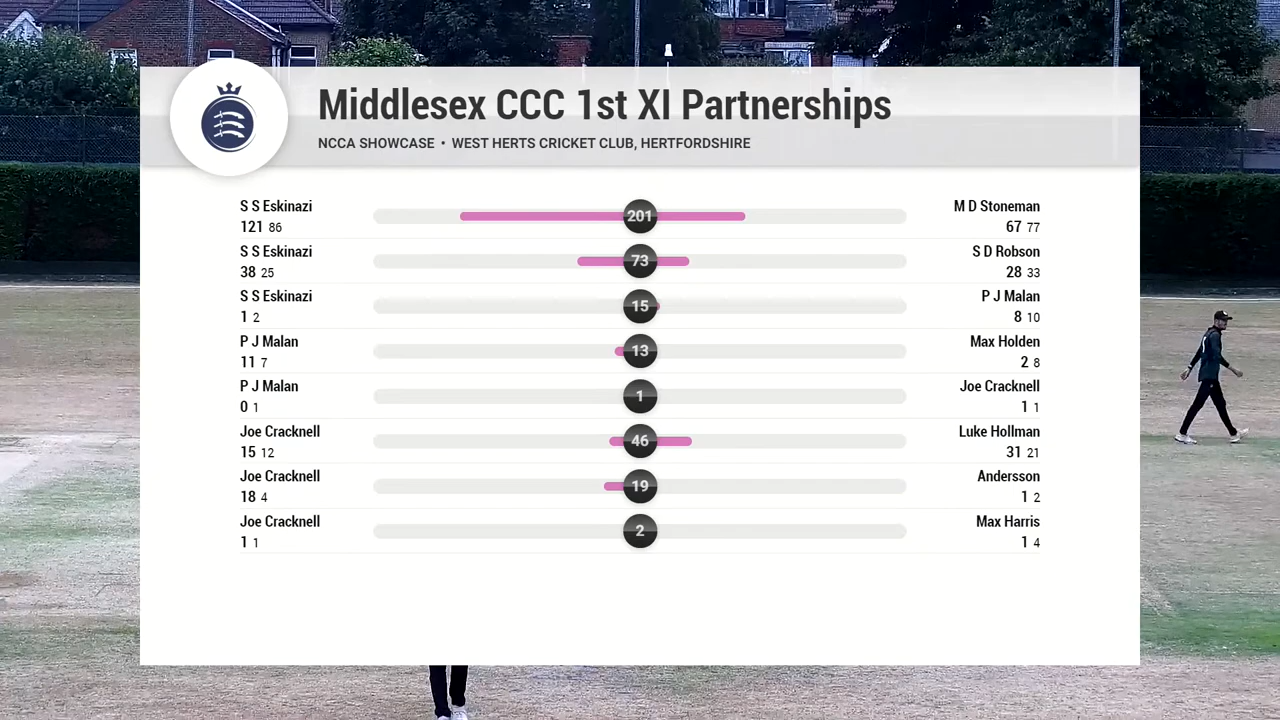 Middlesex CCC 1st XI Partnerships
NCCA SHOWCASE • WEST HERTS CRICKET CLUB, HERTFORDSHIRE
S S Eskinazi 201 M D Stoneman
121 86 67 77
S S Eskinazi 73 S D Robson
38 25 28 33
S S Eskinazi 15 P J Malan
1 2 8 10
P J Malan 13 Max Holden
11 7 2 8
P J Malan 1 Joe Cracknell
0 1 1 1
Joe Cracknell 46 Luke Hollman
15 12 31 21
Joe Cracknell 19 Andersson
18 4 1 2
Joe Cracknell 2 Max Harris
1 1 1 4